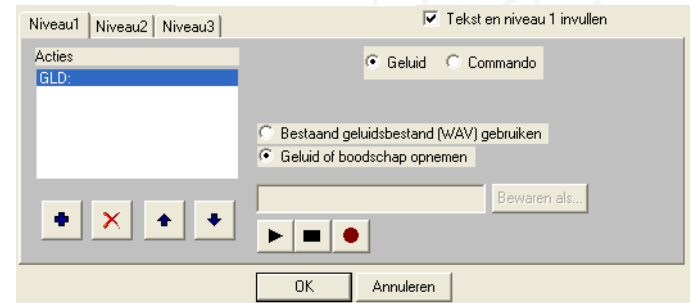 Niveau1 Niveau2 Niveau3
Tekst en niveau 1 invullen
Acties
GLD:
Geluid Commando
Bestaand geluidsbestand (WAV) gebruiken
Geluid of boodschap opnemen
Bewaren als...
OK Annuleren